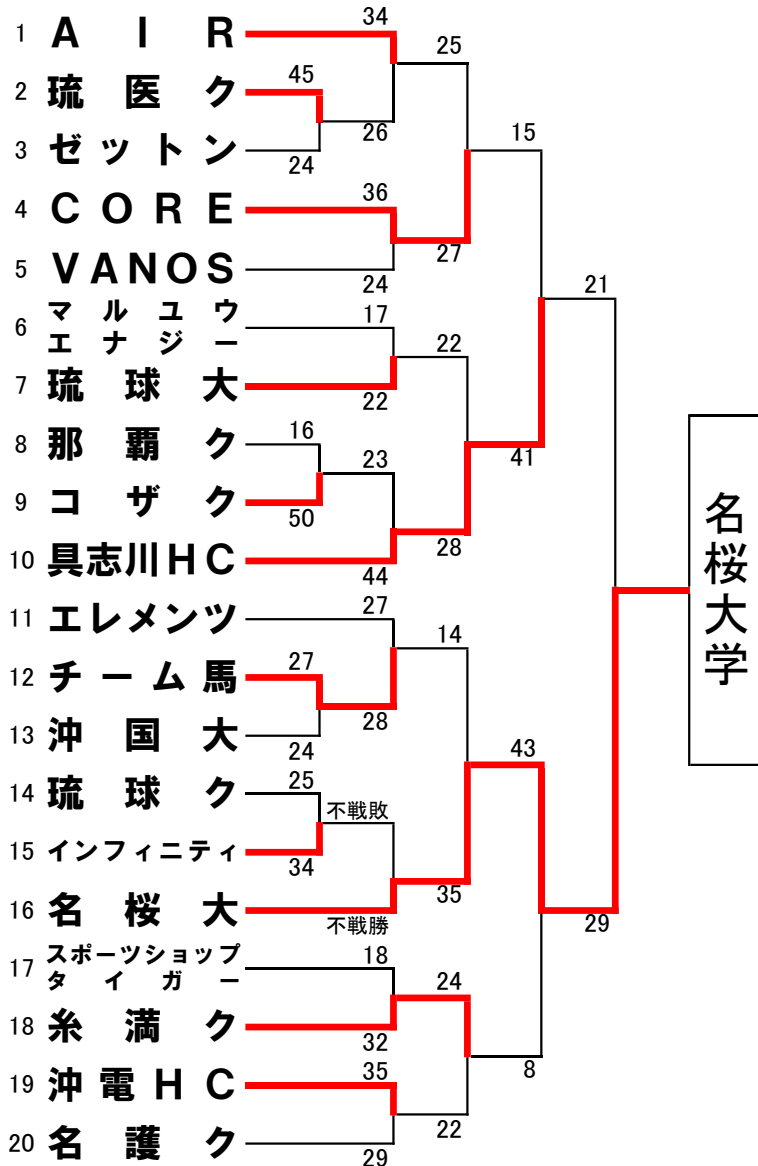 34
1 A I R
25
45
2 琉医ク
26
15
3 ゼットン
24
36
4 CORE
27
5 VANOS
24
21
6 マルユウ
エナジー
17
22
7 琉球大
22
16
8 那覇ク
23
41
9 コザク
50
28
10 具志川HC
44
名桜大学
27
11 エレメンツ
14
27
12 チーム馬
28
13 沖国大
24
43
25
14 琉球ク
不戦敗
15 インフィニティ
34
35
16 名桜大
不戦勝
29
17 スポーツショップ
タイガー
18
24
18 糸満ク
32
35
8
19 沖電HC
22
20 名護ク
29